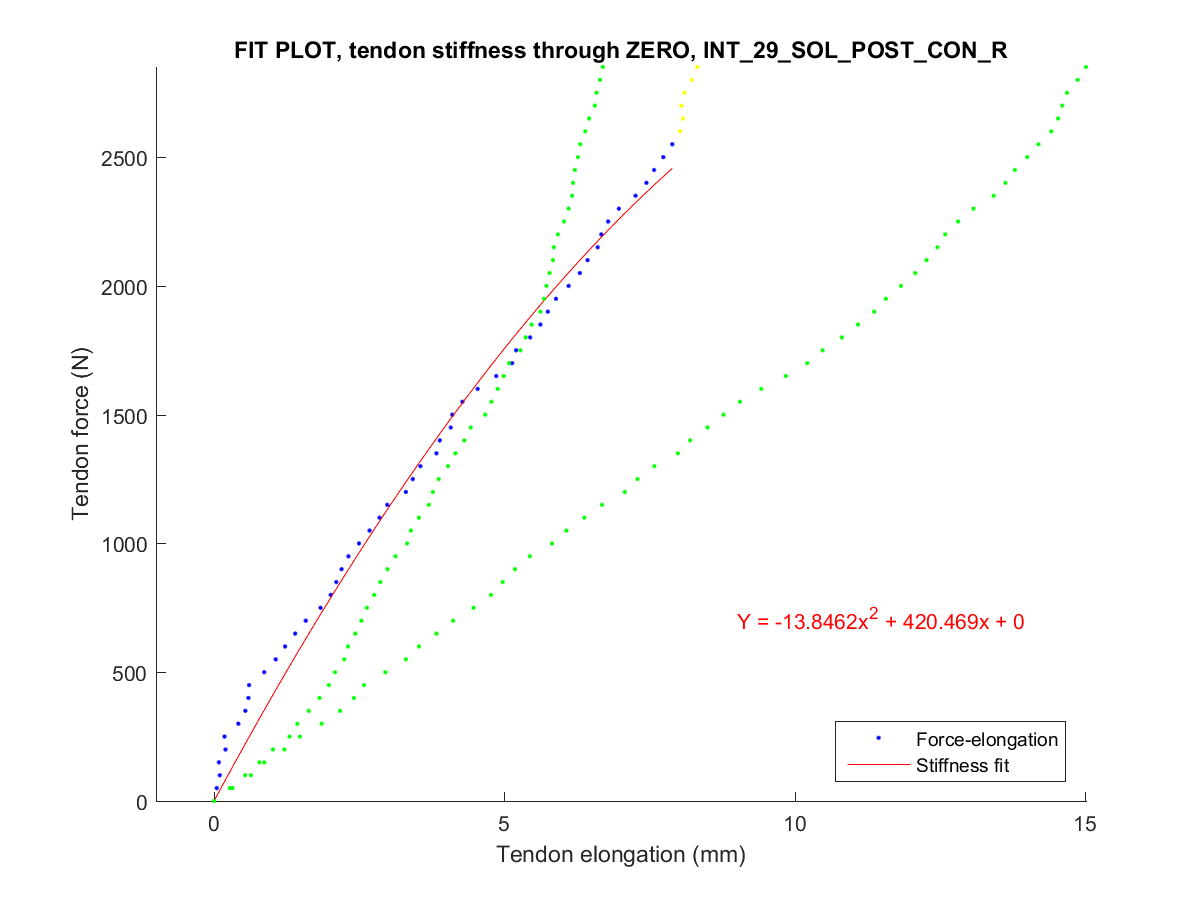 FIT PLOT, tendon stiffness through ZERO, INT_29_SOL_POST_CON_R
Tendon force (N)
2500
2000
1500
1000
500
0
Y = -13.8462x² + 420.469x + 0
Force-elongation
Stiffness fit
0 5 10 15
Tendon elongation (mm)